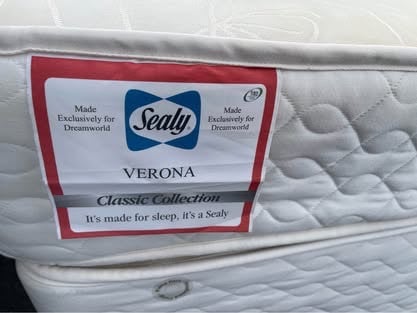 Made
Exclusively for
Dreamworld
Sealy
Made
Exclusively for
Dreamworld
VERONA
Classic Collection
It's made for sleep, it's a Sealy